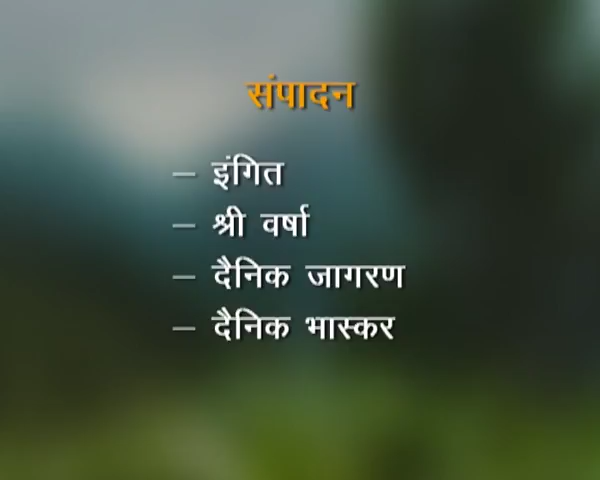 संपादन
– इंगित
– श्री वर्षा
– दैनिक जागरण
– दैनिक भास्कर